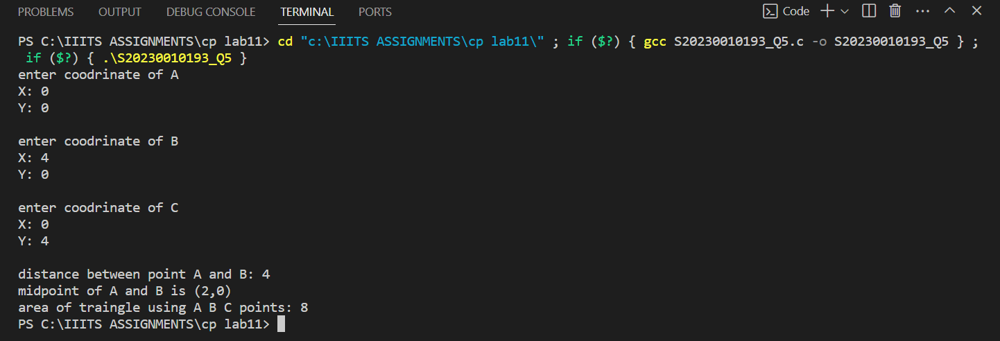 PROBLEMS OUTPUT DEBUG CONSOLE TERMINAL PORTS Code
PS C:\IIITS ASSIGNMENTS\cp lab11> cd "c:\IIITS ASSIGNMENTS\cp lab11\" ; if ($?) { gcc S20230010193_Q5.c -o S20230010193_Q5 } ;
if ($?) { .\S20230010193_Q5 }
enter coodrinate of A
X: 0
Y: 0
enter coodrinate of B
X: 4
Y: 0
enter coodrinate of C
X: 0
Y: 4
distance between point A and B: 4
midpoint of A and B is (2,0)
area of traingle using A B C points: 8
PS C:\IIITS ASSIGNMENTS\cp lab11>